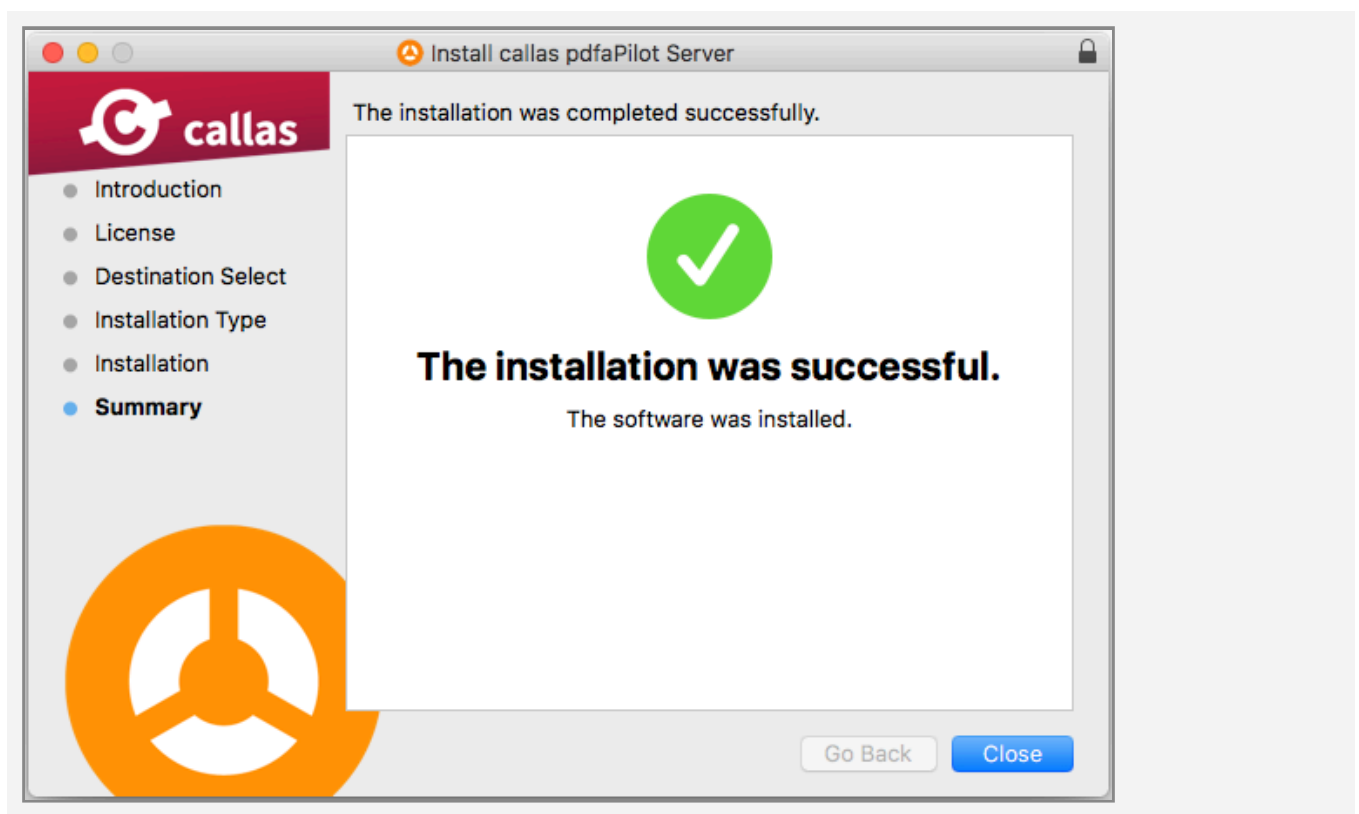 Install callas pdfaPilot Server
callas
The installation was completed successfully.
Introduction
License
Destination Select
Installation Type
Installation
Summary
The installation was successful.
The software was installed.
Go Back
Close